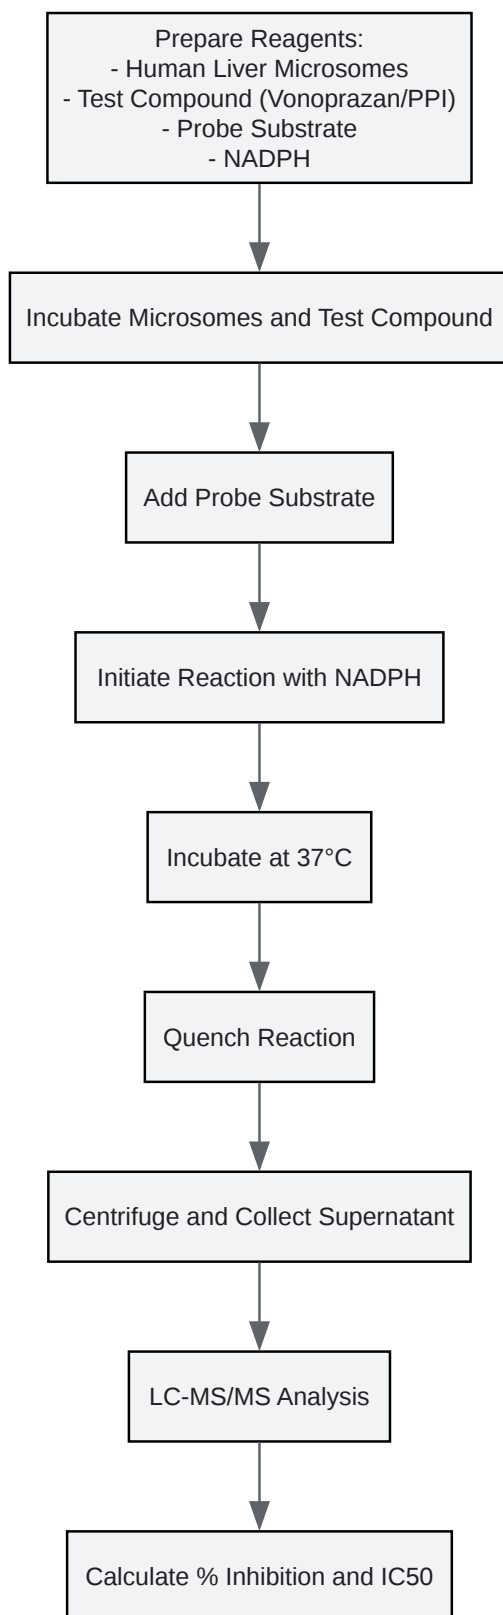 Prepare Reagents:
- Human Liver Microsomes
- Test Compound (Vonoprazan/PPI)
- Probe Substrate
- NADPH
Incubate Microsomes and Test Compound
Add Probe Substrate
Initiate Reaction with NADPH
Incubate at 37°C
Quench Reaction
Centrifuge and Collect Supernatant
LC-MS/MS Analysis
Calculate % Inhibition and IC50